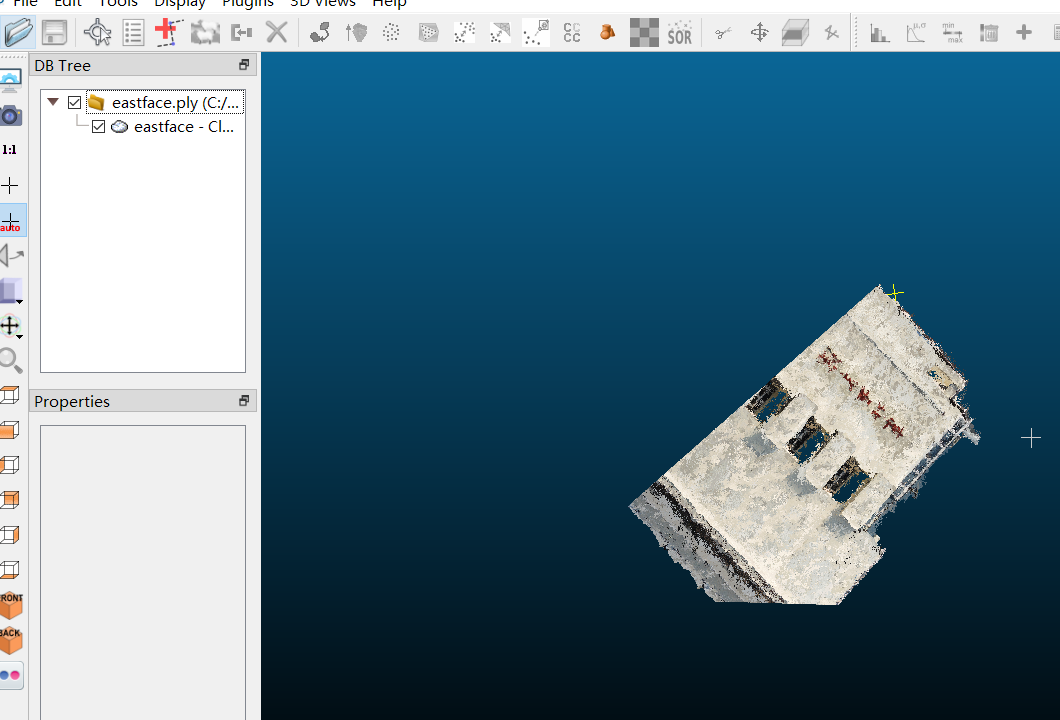 File Edit Tools Display Plugins 3D Views Help
CC
CC
SOR
μ,σ
min
max
DB Tree
eastface.ply (C:/...
eastface - Cl...
1:1
auto
Properties
FRONT
BACK